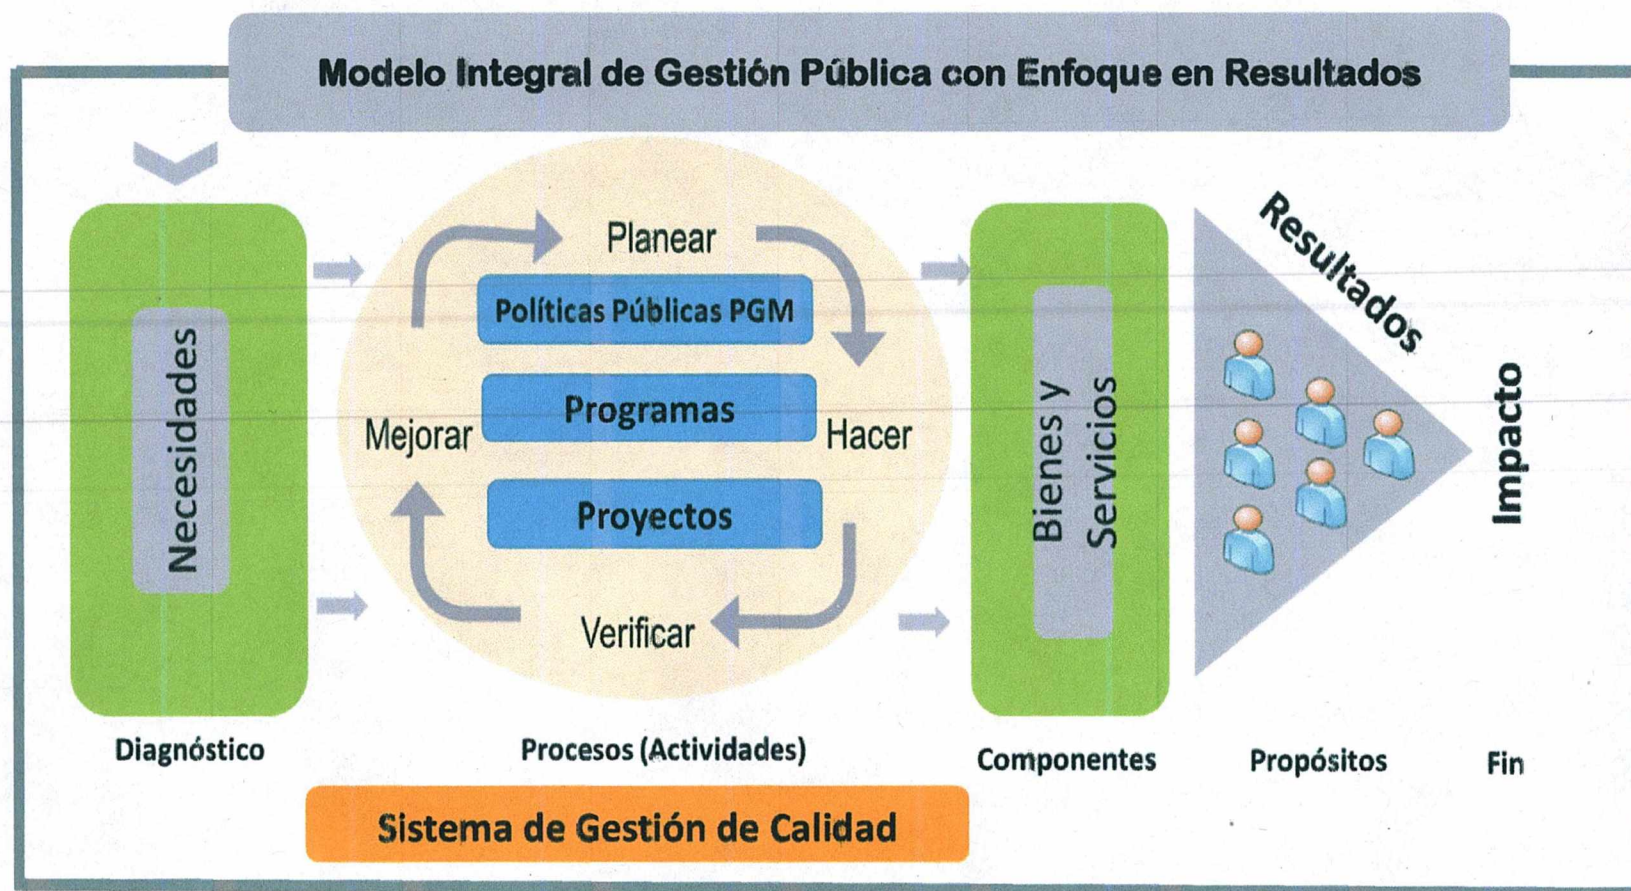 Modelo Integral de Gestión Pública con Enfoque en Resultados
Necesidades
Planear
Políticas Públicas PGM
Programas
Mejorar
Hacer
Proyectos
Verificar
Bienes y
Servicios
Resultados
Impacto
Diagnóstico
Procesos (Actividades)
Componentes
Propósitos
Fin
Sistema de Gestión de Calidad